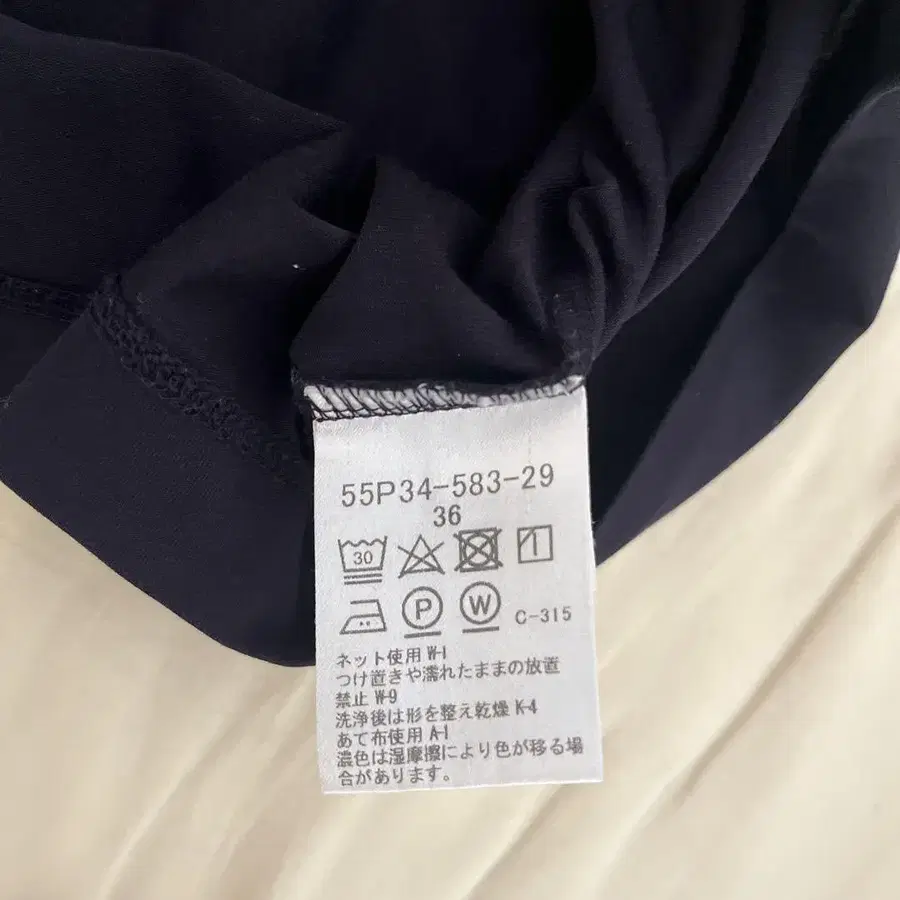 55P34-583-29
36
30
P W C-315
ネット使用 W-1
つけ置きや濡れたままの放置
禁止 W-9
洗浄後は形を整え乾燥 K-4
あて布使用 A-1
濃色は湿摩擦により色が移る場
合があります。